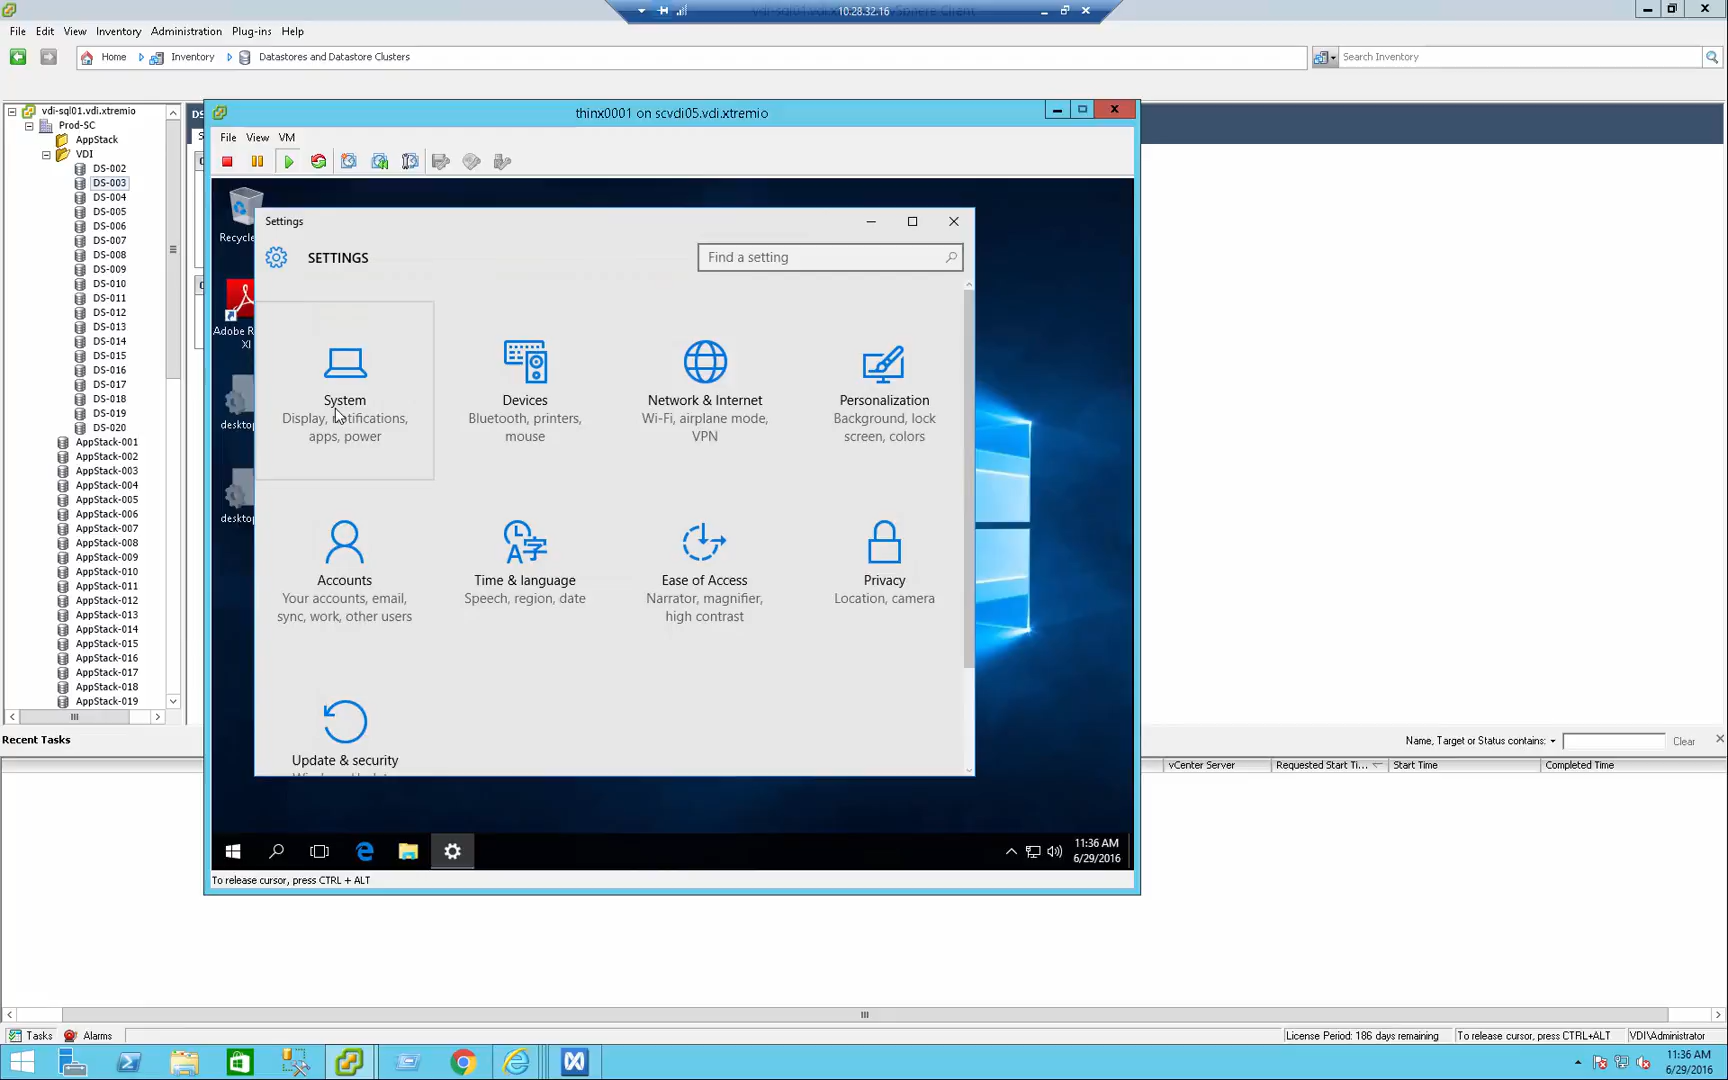 10.28.32.16
File Edit View Inventory Administration Plug-ins Help
Home Inventory Datastores and Datastore Clusters
Search Inventory
vdi-sql01.vdi.xtremio
Prod-SC
AppStack
VDI
DS-002
DS-003
DS-004
DS-005
DS-006
DS-007
DS-008
DS-009
DS-010
DS-011
DS-012
DS-013
DS-014
DS-015
DS-016
DS-017
DS-018
DS-019
DS-020
AppStack-001
AppStack-002
AppStack-003
AppStack-004
AppStack-005
AppStack-006
AppStack-007
AppStack-008
AppStack-009
AppStack-010
AppStack-011
AppStack-012
AppStack-013
AppStack-014
AppStack-015
AppStack-016
AppStack-017
AppStack-018
AppStack-019
thinx0001 on scvdi05.vdi.xtremio
File View VM
Recycle
Adobe R
XI
desktop
desktop
Settings
SETTINGS
Find a setting
System
Display, notifications,
apps, power
Devices
Bluetooth, printers,
mouse
Network & Internet
Wi-Fi, airplane mode,
VPN
Personalization
Background, lock
screen, colors
Accounts
Your accounts, email,
sync, work, other users
Time & language
Speech, region, date
Ease of Access
Narrator, magnifier,
high contrast
Privacy
Location, camera
Update & security
11:36 AM
6/29/2016
To release cursor, press CTRL + ALT
Recent Tasks
Name, Target or Status contains:
Clear
vCenter Server Requested Start Ti... Start Time Completed Time
Tasks Alarms
License Period: 186 days remaining To release cursor, press CTRL+ALT VDI\Administrator
11:36 AM
6/29/2016